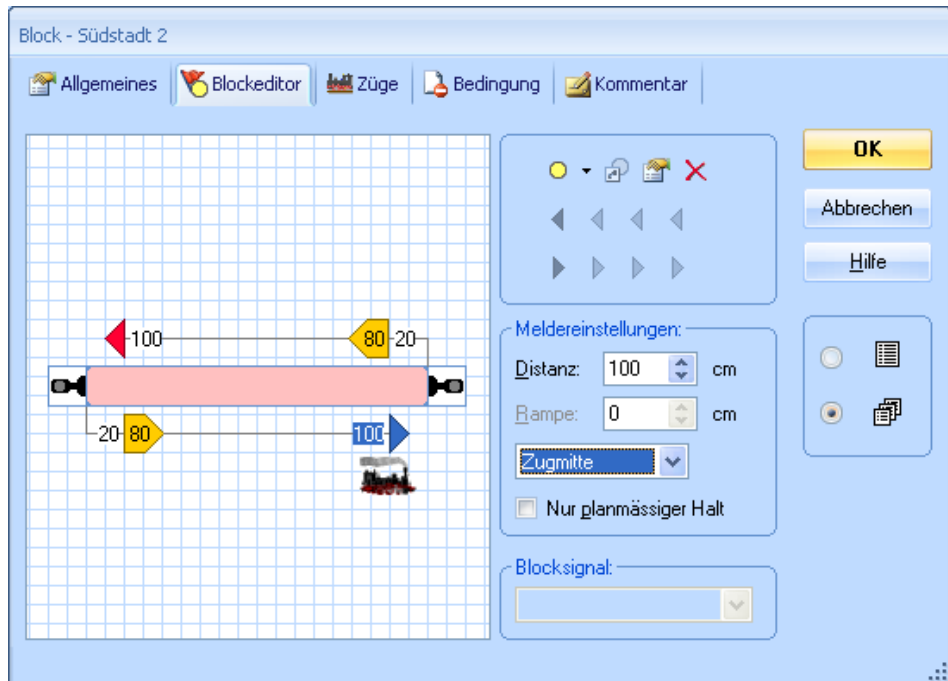 Block - Südstadt 2
Allgemeines Blockeditor Züge Bedingung Kommentar
OK
Abbrechen
Hilfe
100 80 20
20 80 100
Meldereinstellungen:
Distanz: 100 cm
Rampe: 0 cm
Zugmitte
Nur planmässiger Halt
Blocksignal: